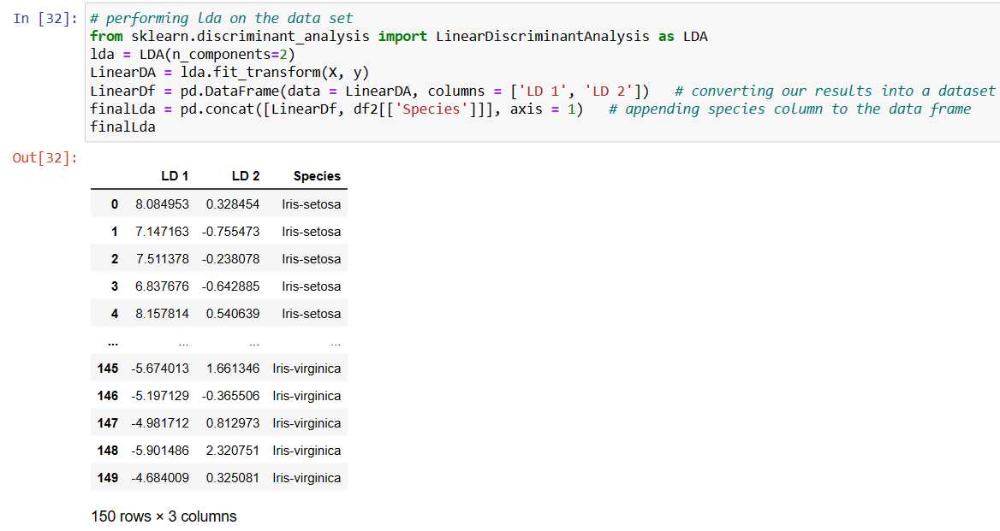 In [32]: # performing lda on the data set
from sklearn.discriminant_analysis import LinearDiscriminantAnalysis as LDA
lda = LDA(n_components=2)
LinearDA = lda.fit_transform(X, y)
LinearDf = pd.DataFrame(data = LinearDA, columns = ['LD 1', 'LD 2'])   # converting our results into a dataset
finalLda = pd.concat([LinearDf, df2[['Species']]], axis = 1)   # appending species column to the data frame
finalLda
Out[32]:
LD 1 LD 2 Species
0 8.084953 0.328454 Iris-setosa
1 7.147163 -0.755473 Iris-setosa
2 7.511378 -0.238078 Iris-setosa
3 6.837676 -0.642885 Iris-setosa
4 8.157814 0.540639 Iris-setosa
... ... ... ...
145 -5.674013 1.661346 Iris-virginica
146 -5.197129 -0.365506 Iris-virginica
147 -4.981712 0.812973 Iris-virginica
148 -5.901486 2.320751 Iris-virginica
149 -4.684009 0.325081 Iris-virginica
150 rows × 3 columns